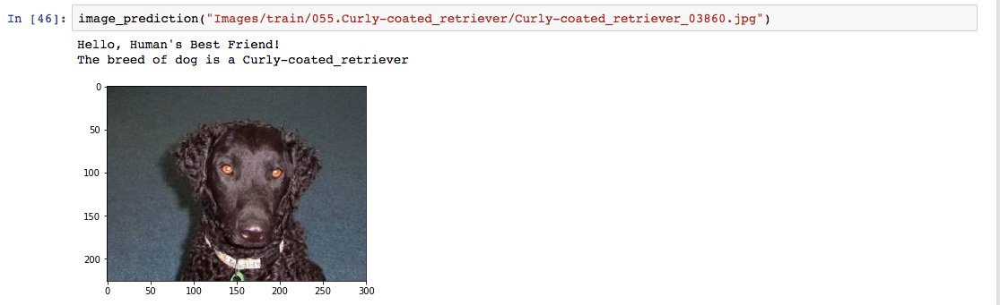 In [46]: image_prediction("Images/train/055.Curly-coated_retriever/Curly-coated_retriever_03860.jpg")
Hello, Human's Best Friend!
The breed of dog is a Curly-coated_retriever
0
50
100
150
200
0 50 100 150 200 250 300